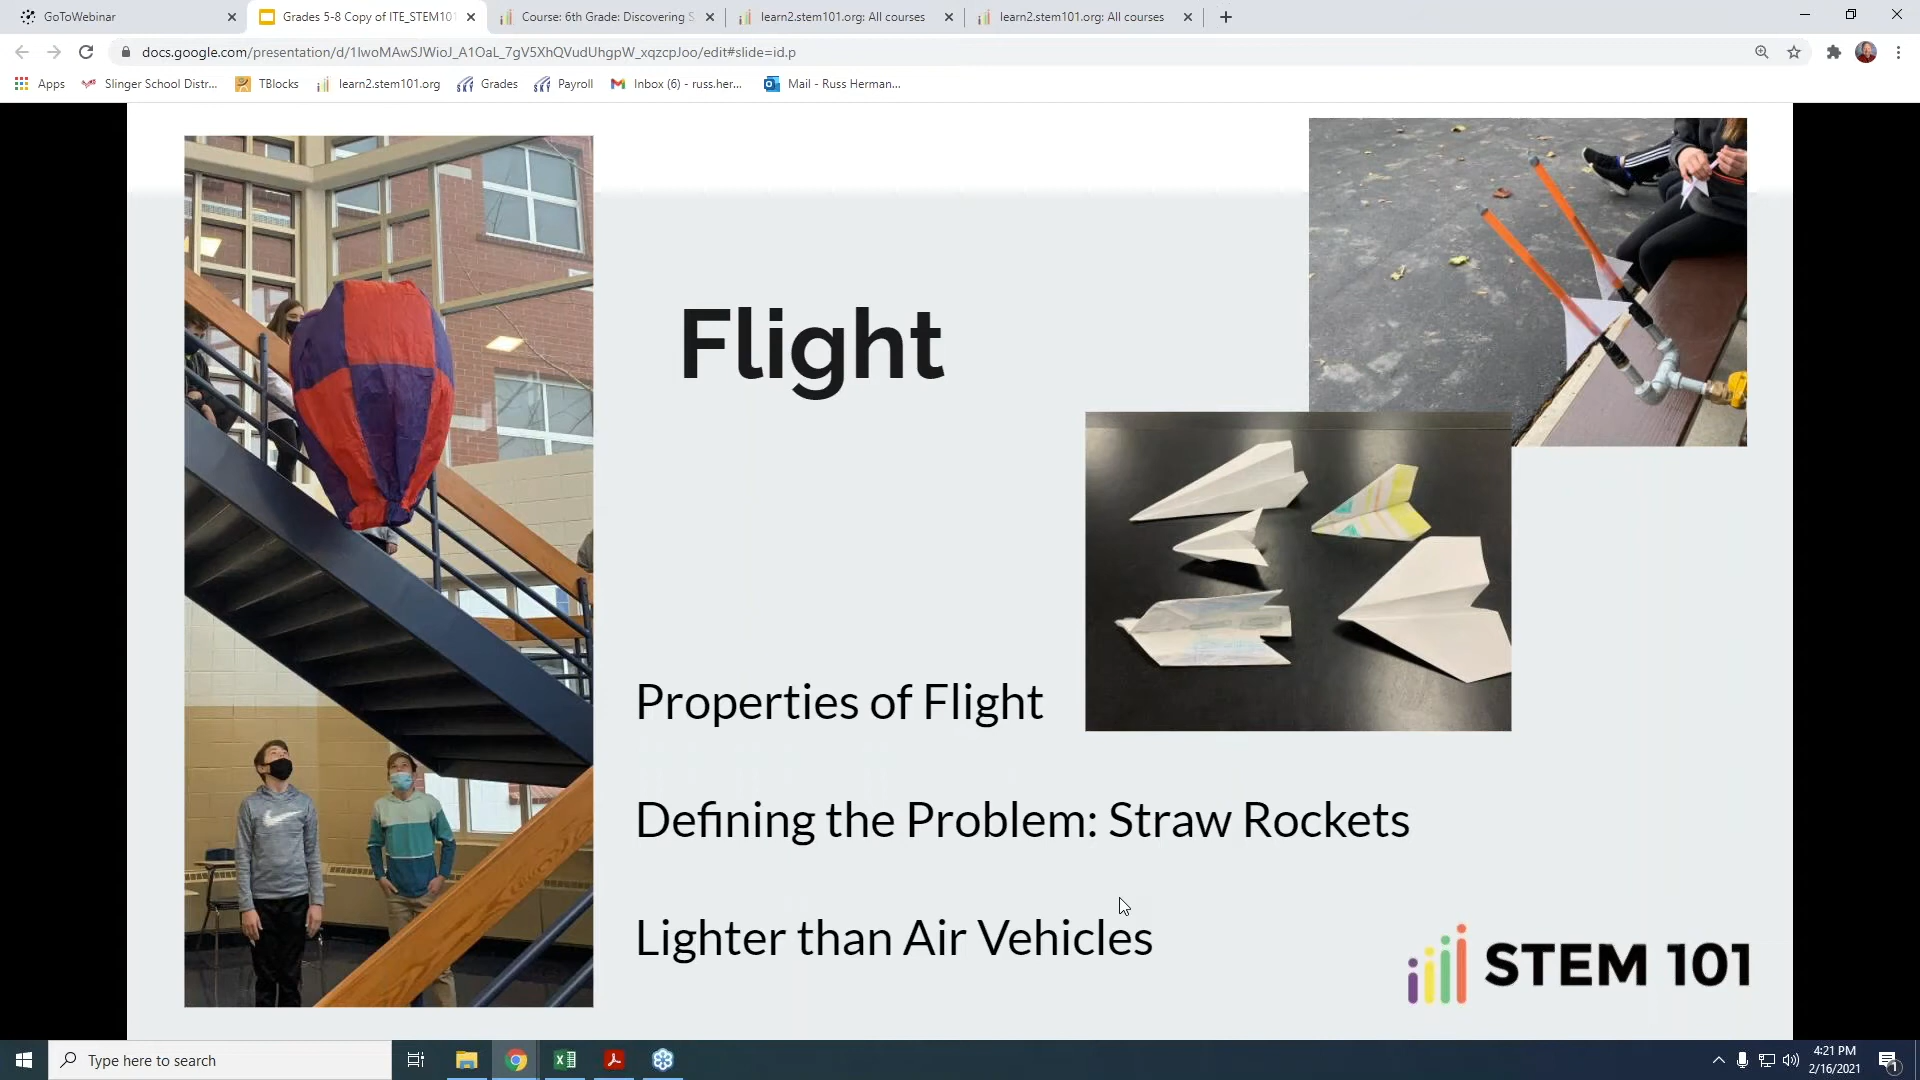 GoToWebinar
Grades 5-8 Copy of ITE_STEM101
Course: 6th Grade: Discovering S
learn2.stem101.org: All courses
learn2.stem101.org: All courses
docs.google.com/presentation/d/1IwoMAwSJWioJ_A1OaL_7gV5XhQVudUhgpW_xqzcpJoo/edit#slide=id.p
Apps
Slinger School Distr...
TBlocks
learn2.stem101.org
Grades
Payroll
Inbox (6) - russ.her...
Mail - Russ Herman...
Flight
Properties of Flight
Defining the Problem: Straw Rockets
Lighter than Air Vehicles
STEM 101
Type here to search
4:21 PM
2/16/2021
1